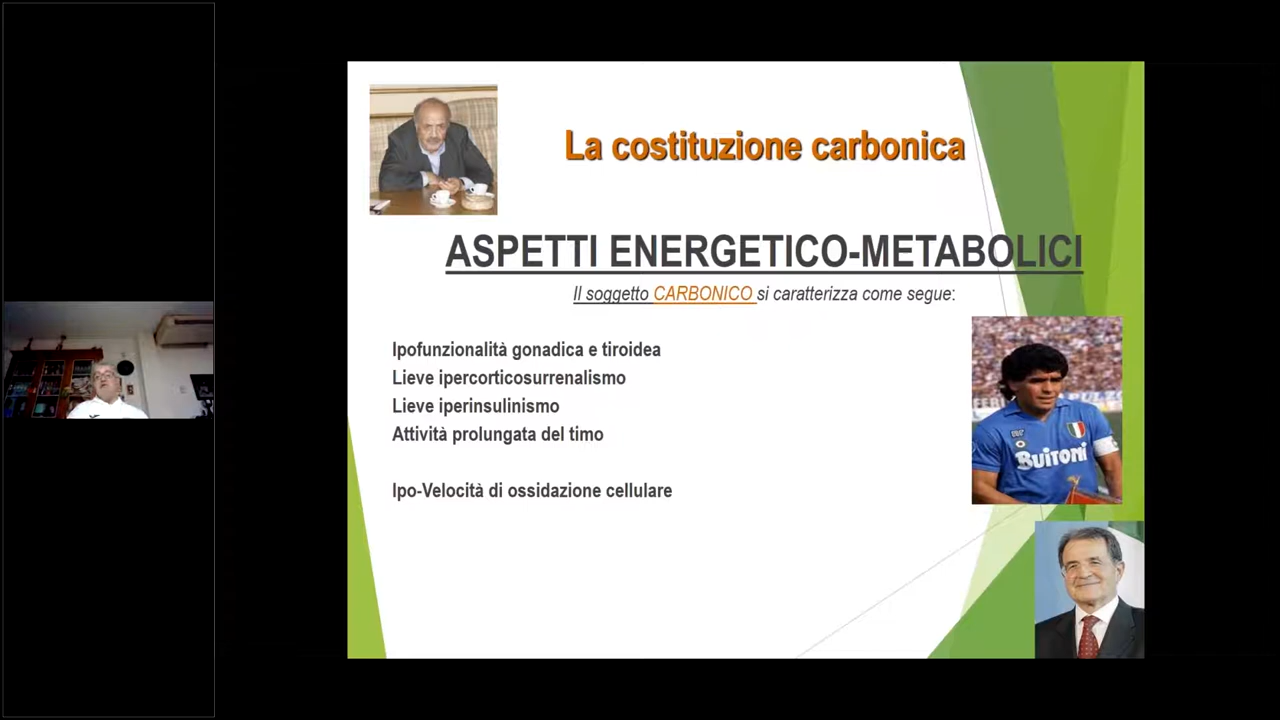 La costituzione carbonica
ASPETTI ENERGETICO-METABOLICI
Il soggetto CARBONICO si caratterizza come segue:
Ipofunzionalità gonadica e tiroidea
Lieve ipercorticosurrenalismo
Lieve iperinsulinismo
Attività prolungata del timo
Ipo-Velocità di ossidazione cellulare
Buitoni